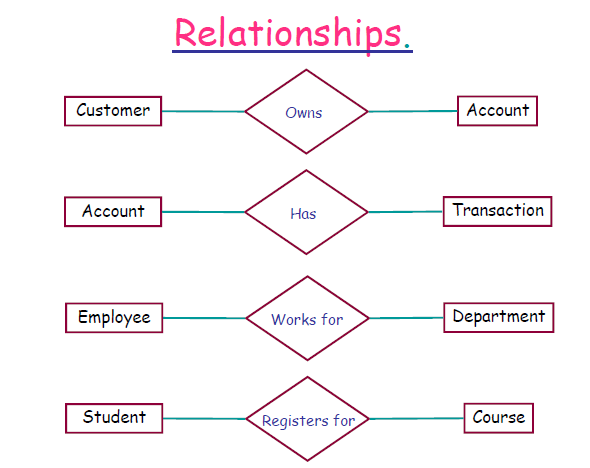 Relationships.
Customer Owns Account
Account Has Transaction
Employee Works for Department
Student Registers for Course